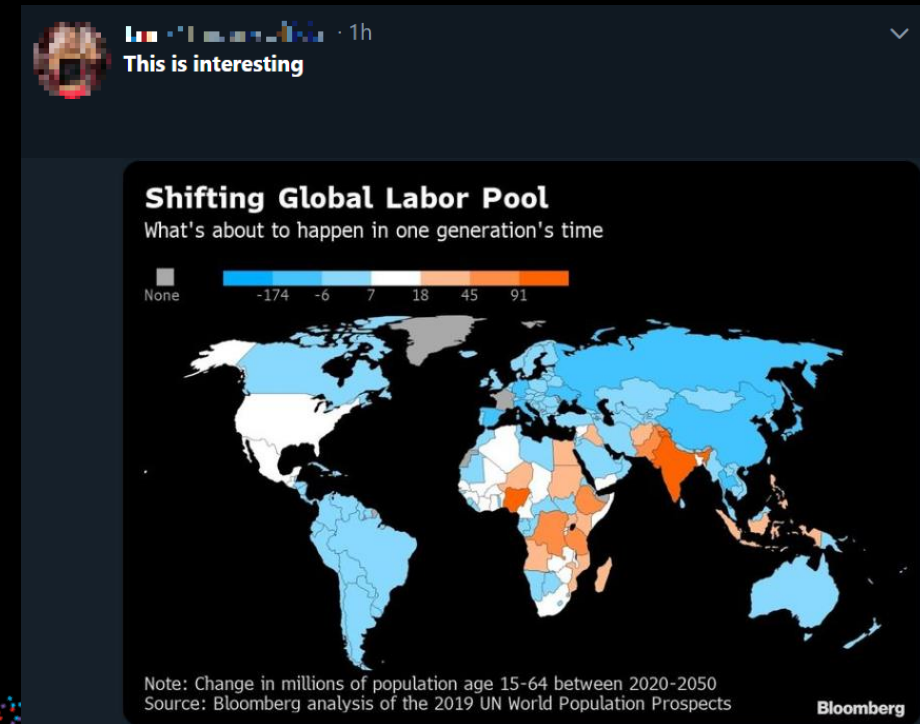 · 1h
This is interesting
Shifting Global Labor Pool
What's about to happen in one generation's time
None
-174 -6 7 18 45 91
Note: Change in millions of population age 15-64 between 2020-2050
Source: Bloomberg analysis of the 2019 UN World Population Prospects
Bloomberg